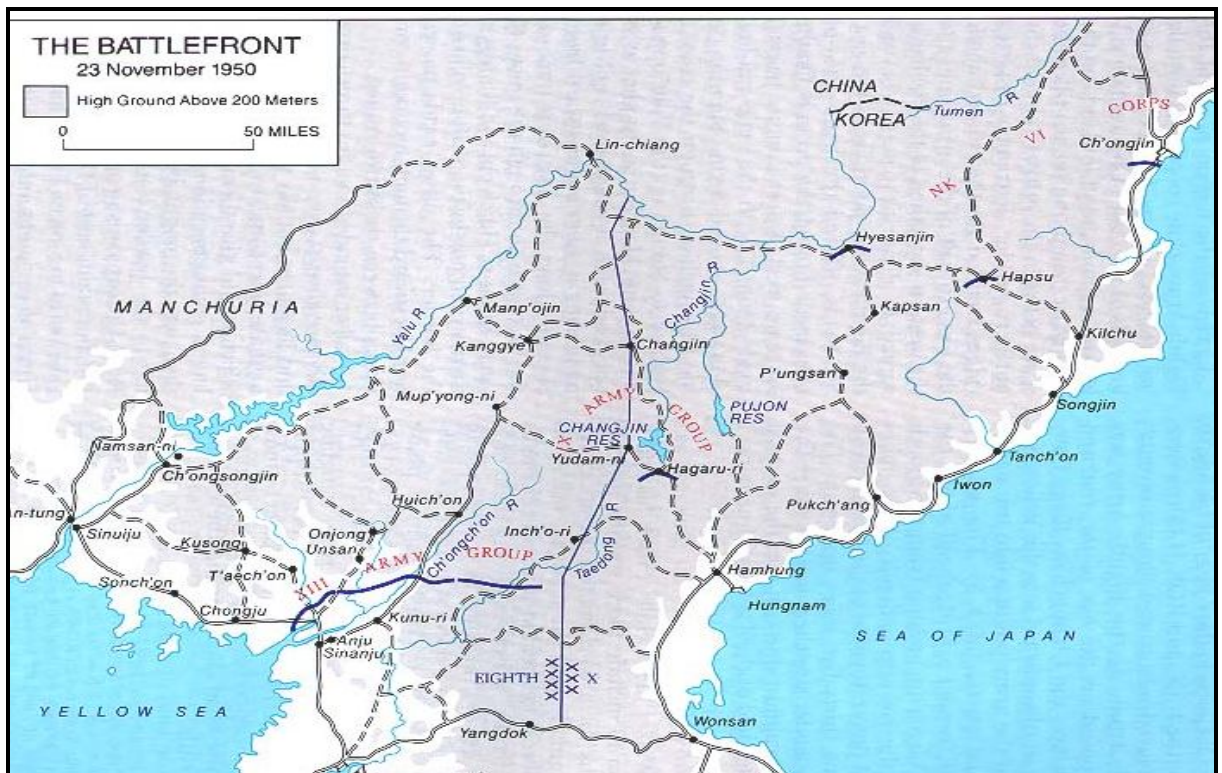 THE BATTLEFRONT
23 November 1950
High Ground Above 200 Meters
0 50 MILES
CHINA
KOREA
Tumen R
NK VI CORPS
Ch'ongjin
Lin-chiang
Hyesanjin
Hapsu
MANCHURIA
Yalu R
Manp'ojin
Changjin R
Kapsan
Kanggye
Changjin
Kilchu
P'ungsan
Mup'yong-ni
IX ARMY GROUP
PUJON
RES
Songjin
CHANGJIN
RES
Namsan-ni
Yudam-ni
Hagaru-ri
Tanch'on
Ch'ongsongjin
Iwon
Huich'on
Pukch'ang
An-tung
Sinuiju
Onjong
Unsan
Ch'ongch'on R
Inch'o-ri
Kusong
T'aech'on
XIII ARMY GROUP
Taedong R
Hamhung
Sonch'on
Chongju
Kunu-ri
Hungnam
Anju
Sinanju
SEA OF JAPAN
EIGHTH XXXX XXX X
YELLOW SEA
Yangdok
Wonsan